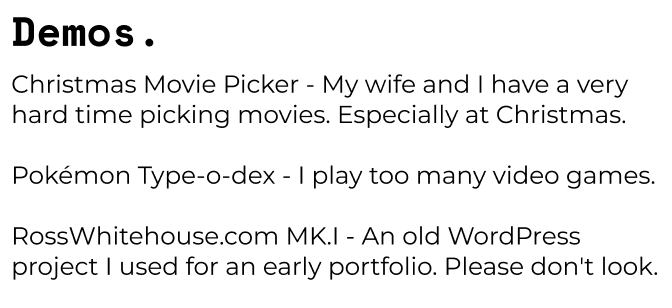 Demos.
Christmas Movie Picker - My wife and I have a very
hard time picking movies. Especially at Christmas.
Pokémon Type-o-dex - I play too many video games.
RossWhitehouse.com MK.I - An old WordPress
project I used for an early portfolio. Please don't look.